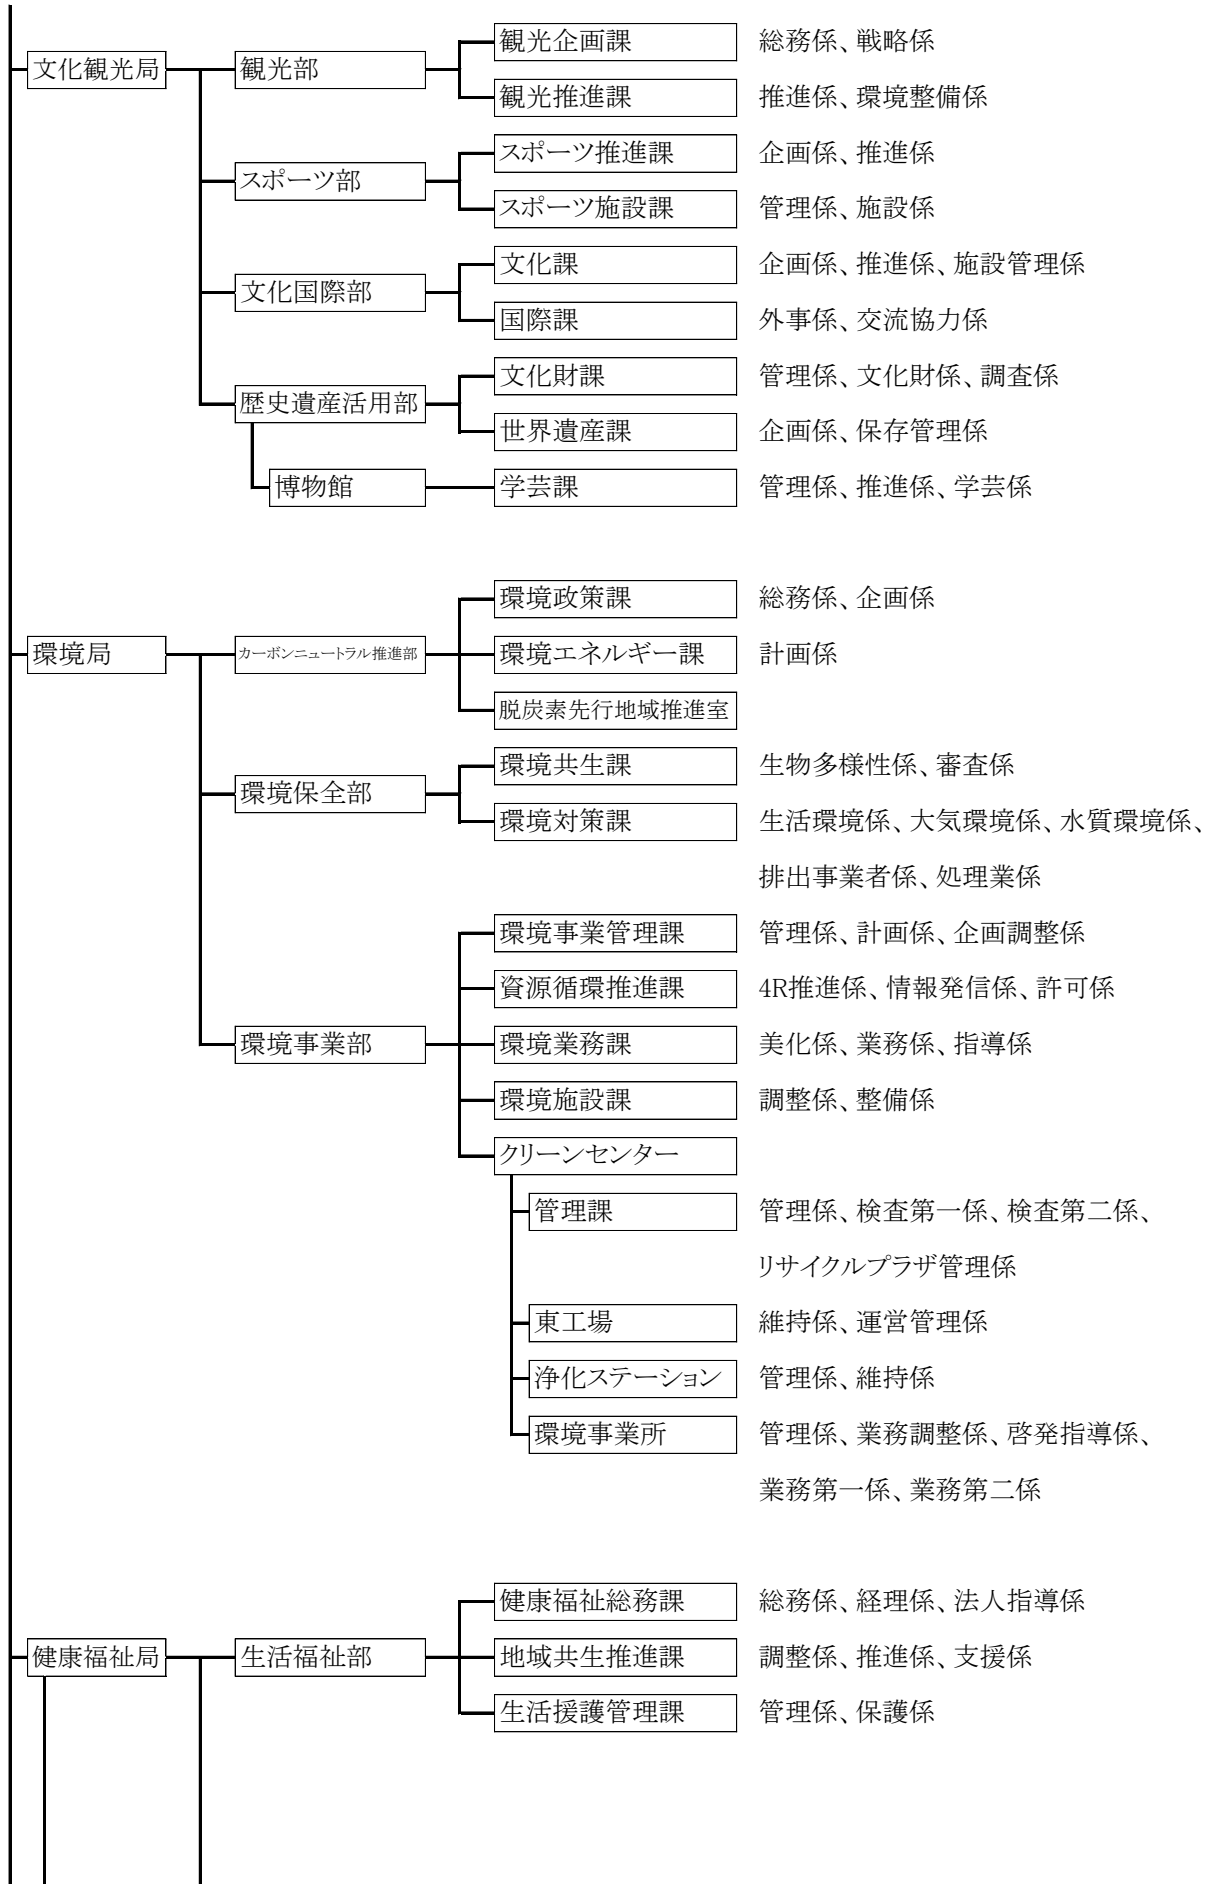 観光企画課 総務係、戦略係
文化観光局 観光部
観光推進課 推進係、環境整備係
スポーツ推進課 企画係、推進係
スポーツ部
スポーツ施設課 管理係、施設係
文化課 企画係、推進係、施設管理係
文化国際部
国際課 外事係、交流協力係
文化財課 管理係、文化財係、調査係
歴史遺産活用部
世界遺産課 企画係、保存管理係
博物館 学芸課 管理係、推進係、学芸係
環境政策課 総務係、企画係
環境局 カーボンニュートラル推進部 環境エネルギー課 計画係
脱炭素先行地域推進室
環境共生課 生物多様性係、審査係
環境保全部
環境対策課 生活環境係、大気環境係、水質環境係、
排出事業者係、処理業係
環境事業管理課 管理係、計画係、企画調整係
資源循環推進課 4R推進係、情報発信係、許可係
環境事業部 環境業務課 美化係、業務係、指導係
環境施設課 調整係、整備係
クリーンセンター
管理課 管理係、検査第一係、検査第二係、
リサイクルプラザ管理係
東工場 維持係、運営管理係
浄化ステーション 管理係、維持係
環境事業所 管理係、業務調整係、啓発指導係、
業務第一係、業務第二係
健康福祉総務課 総務係、経理係、法人指導係
健康福祉局 生活福祉部 地域共生推進課 調整係、推進係、支援係
生活援護管理課 管理係、保護係